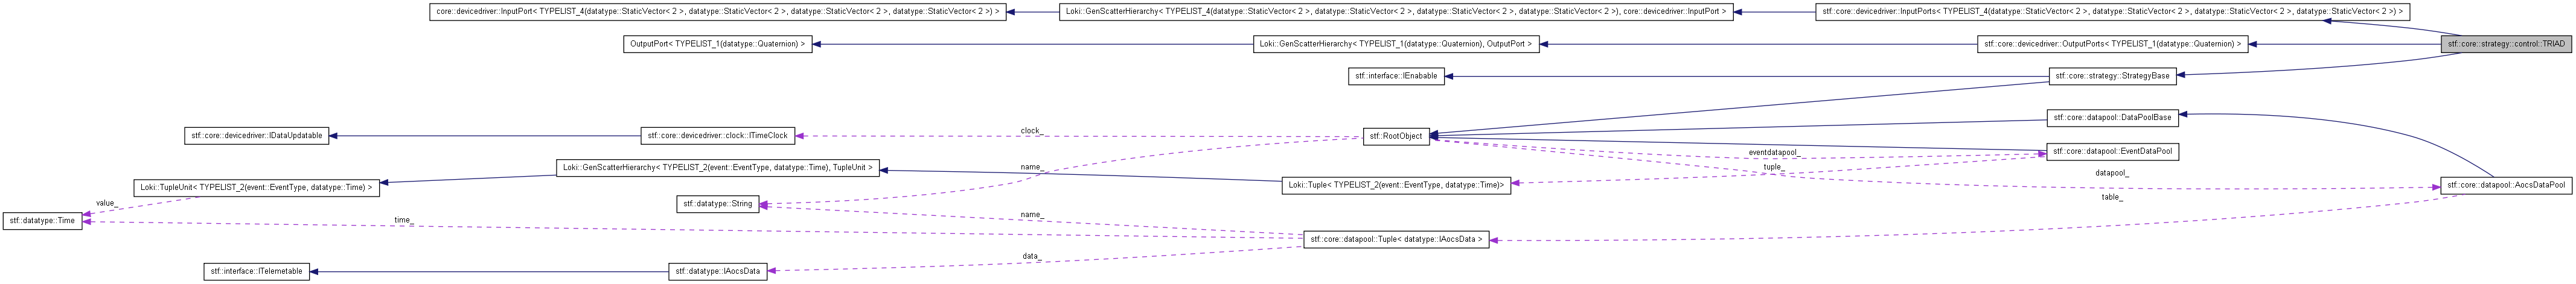 core::devicedriver::InputPort< TYPELIST_4(datatype::StaticVector< 2 >, datatype::StaticVector< 2 >, datatype::StaticVector< 2 >, datatype::StaticVector< 2 >) >
Loki::GenScatterHierarchy< TYPELIST_4(datatype::StaticVector< 2 >, datatype::StaticVector< 2 >, datatype::StaticVector< 2 >, datatype::StaticVector< 2 >), core::devicedriver::InputPort >
stf::core::devicedriver::InputPorts< TYPELIST_4(datatype::StaticVector< 2 >, datatype::StaticVector< 2 >, datatype::StaticVector< 2 >, datatype::StaticVector< 2 >) >
OutputPort< TYPELIST_1(datatype::Quaternion) >
Loki::GenScatterHierarchy< TYPELIST_1(datatype::Quaternion), OutputPort >
stf::core::devicedriver::OutputPorts< TYPELIST_1(datatype::Quaternion) >
stf::core::strategy::control::TRIAD
stf::interface::IEnabable
stf::core::strategy::StrategyBase
stf::core::datapool::DataPoolBase
stf::core::devicedriver::IDataUpdatable
stf::core::devicedriver::clock::ITimeClock
clock_
stf::RootObject
eventdatapool_
stf::core::datapool::EventDataPool
Loki::GenScatterHierarchy< TYPELIST_2(event::EventType, datatype::Time), TupleUnit >
name_
tuple_
datapool_
Loki::TupleUnit< TYPELIST_2(event::EventType, datatype::Time) >
Loki::Tuple< TYPELIST_2(event::EventType, datatype::Time)>
stf::core::datapool::AocsDataPool
value_
stf::datatype::String
table_
stf::datatype::Time
time_
name_
stf::core::datapool::Tuple< datatype::IAocsData >
data_
stf::interface::ITelemetable
stf::datatype::IAocsData